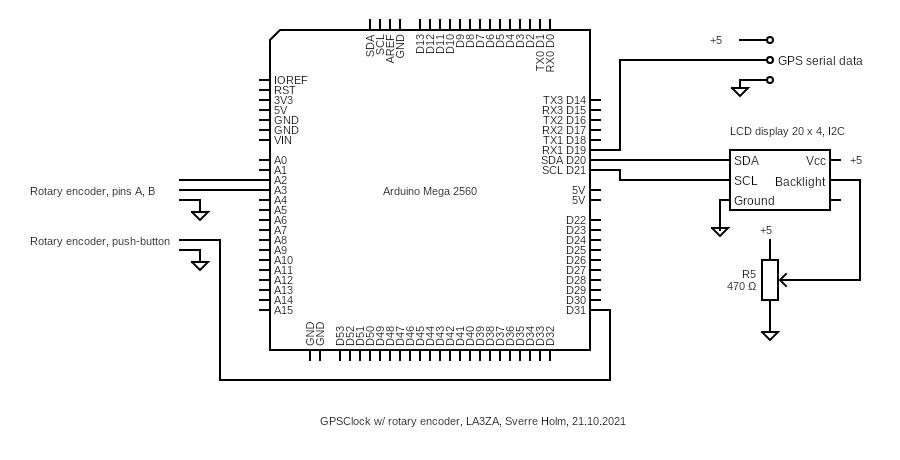 SDA
SCL
AREF
GND
D13
D12
D11
D10
D9
D8
D7
D6
D5
D4
D3
D2
TX0 D1
RX0 D0
+5
GPS serial data
IOREF
RST
3V3
5V
GND
GND
VIN
TX3 D14
RX3 D15
TX2 D16
RX2 D17
TX1 D18
RX1 D19
SDA D20
SCL D21
LCD display 20 x 4, I2C
SDA
Vcc
+5
SCL
Backlight
Ground
A0
A1
A2
A3
A4
A5
A6
A7
A8
A9
A10
A11
A12
A13
A14
A15
Rotary encoder, pins A, B
Rotary encoder, push-button
Arduino Mega 2560
5V
5V
D22
D23
D24
D25
D26
D27
D28
D29
D30
D31
+5
R5
470 Ω
GND
GND
D53
D52
D51
D50
D49
D48
D47
D46
D45
D44
D43
D42
D41
D40
D39
D38
D37
D36
D35
D34
D33
D32
GPSClock w/ rotary encoder, LA3ZA, Sverre Holm, 21.10.2021